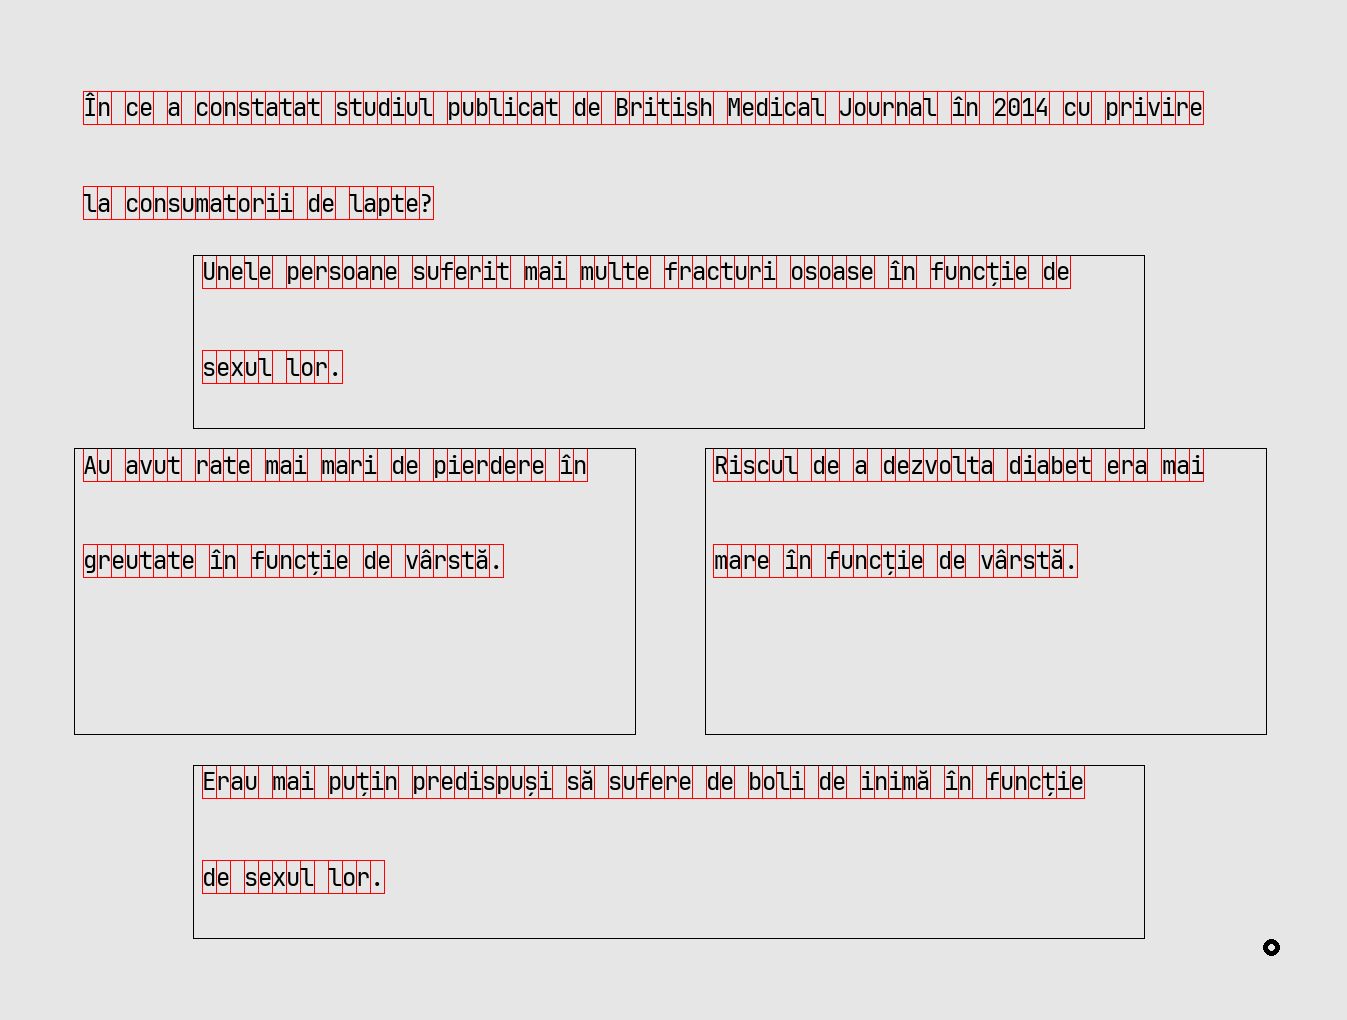 În ce a constatat studiul publicat de British Medical Journal în 2014 cu privire
la consumatorii de lapte?
Unele persoane suferit mai multe fracturi osoase în funcție de
sexul lor.
Au avut rate mai mari de pierdere în
greutate în funcție de vârstă.
Riscul de a dezvolta diabet era mai
mare în funcție de vârstă.
Erau mai puțin predispuși să sufere de boli de inimă în funcție
de sexul lor.